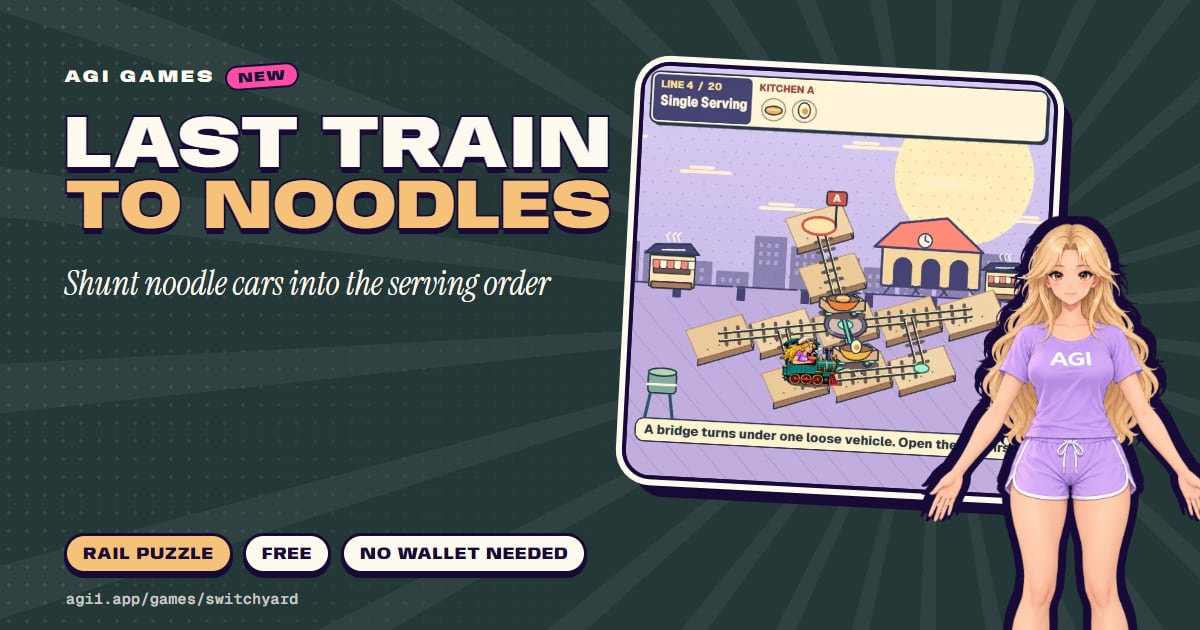 AGI GAMES NEW
LAST TRAIN
TO NOODLES
Shunt noodle cars into the serving order
LINE 4 / 20
Single Serving
KITCHEN A
A
A bridge turns under one loose vehicle. Open the
AGI
RAIL PUZZLE
FREE
NO WALLET NEEDED
agi1.app/games/switchyard